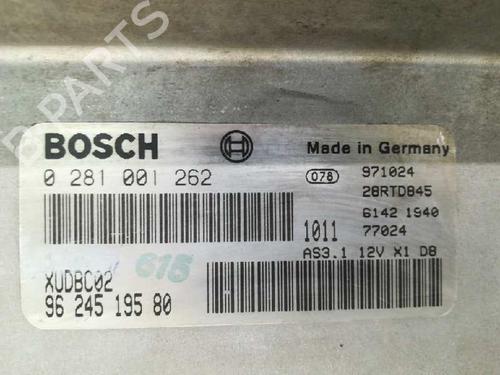 B PARTS
BOSCH
Made in Germany
0 281 001 262
078 971024
28RTD845
6142 1940
1011 77024
AS3.1 12V X1 D8
XUDBC02 615
96 245 195 80